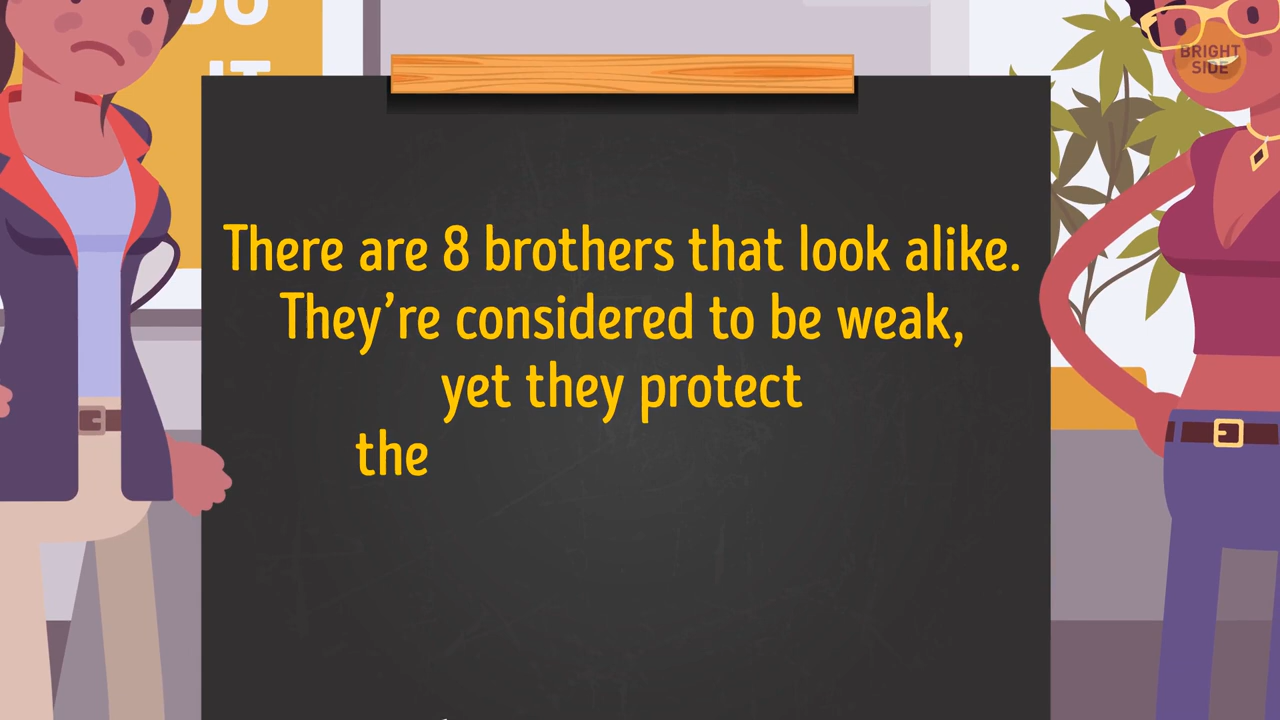 There are 8 brothers that look alike.
They're considered to be weak,
yet they protect
the
BRIGHT
SIDE